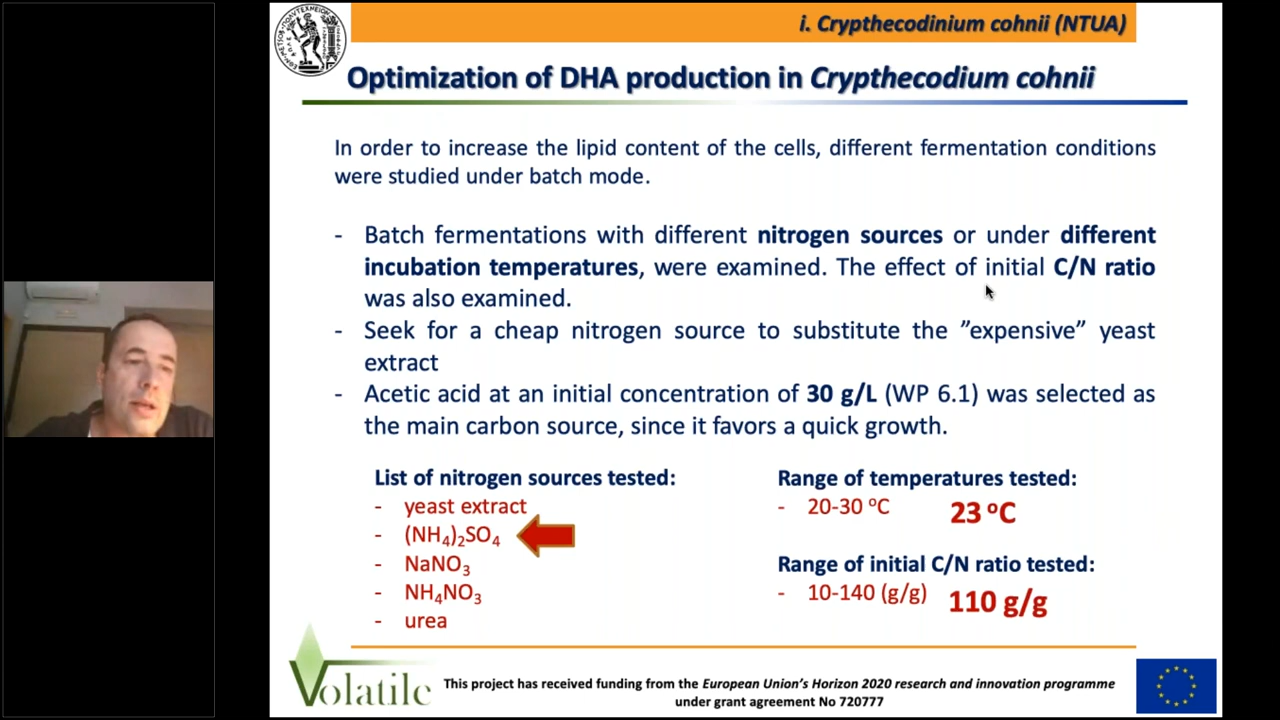 i. Crypthecodinium cohnii (NTUA)
Optimization of DHA production in Crypthecodium cohnii
In order to increase the lipid content of the cells, different fermentation conditions
were studied under batch mode.
- Batch fermentations with different nitrogen sources or under different
incubation temperatures, were examined. The effect of initial C/N ratio
was also examined.
- Seek for a cheap nitrogen source to substitute the ”expensive” yeast
extract
- Acetic acid at an initial concentration of 30 g/L (WP 6.1) was selected as
the main carbon source, since it favors a quick growth.
List of nitrogen sources tested:
- yeast extract
- (NH₄)₂SO₄
- NaNO₃
- NH₄NO₃
- urea
Range of temperatures tested:
- 20-30 ºC 23 ºC
Range of initial C/N ratio tested:
- 10-140 (g/g) 110 g/g
Volatile
This project has received funding from the European Union’s Horizon 2020 research and innovation programme
under grant agreement No 720777